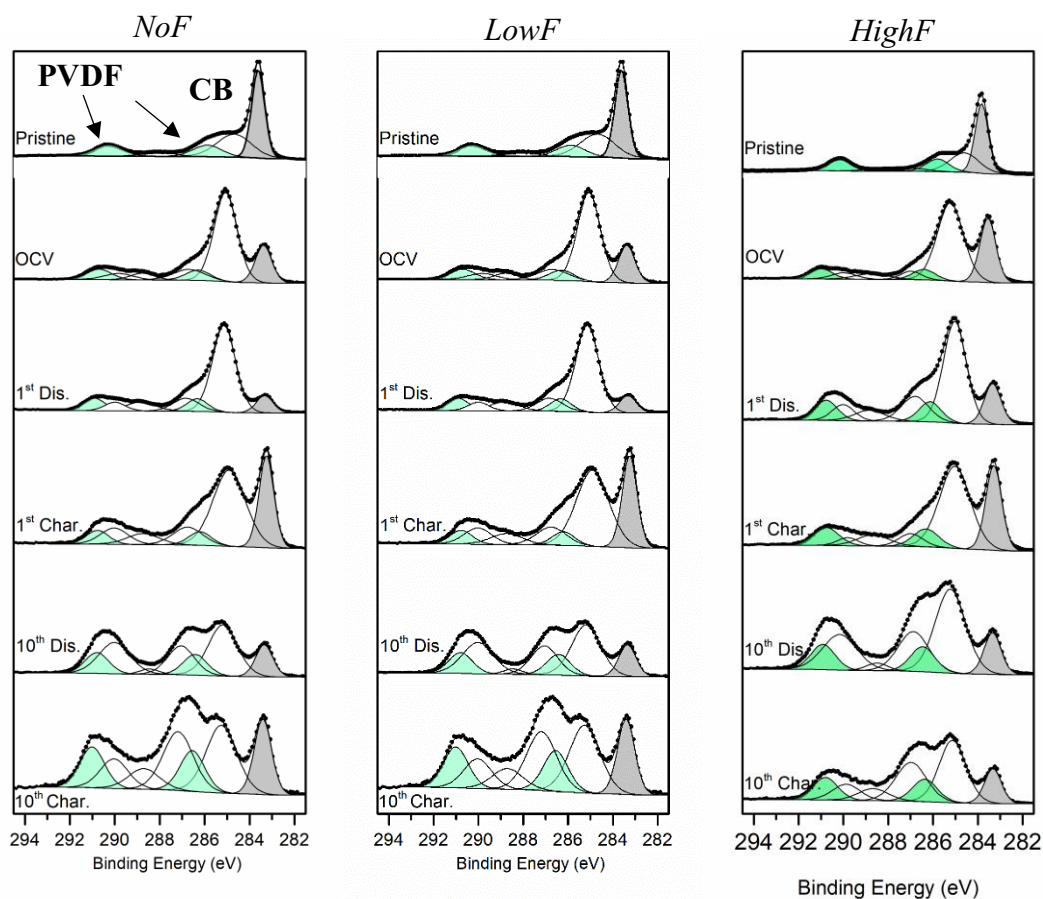 NoF
PVDF
CB
Pristine
OCV
1st Dis.
1st Char.
10th Dis.
10th Char.
294 292 290 288 286 284 282
Binding Energy (eV)
LowF
Pristine
OCV
1st Dis.
1st Char.
10th Dis.
10th Char.
294 292 290 288 286 284 282
Binding Energy (eV)
HighF
Pristine
OCV
1st Dis.
1st Char.
10th Dis.
10th Char.
294 292 290 288 286 284 282
Binding Energy (eV)